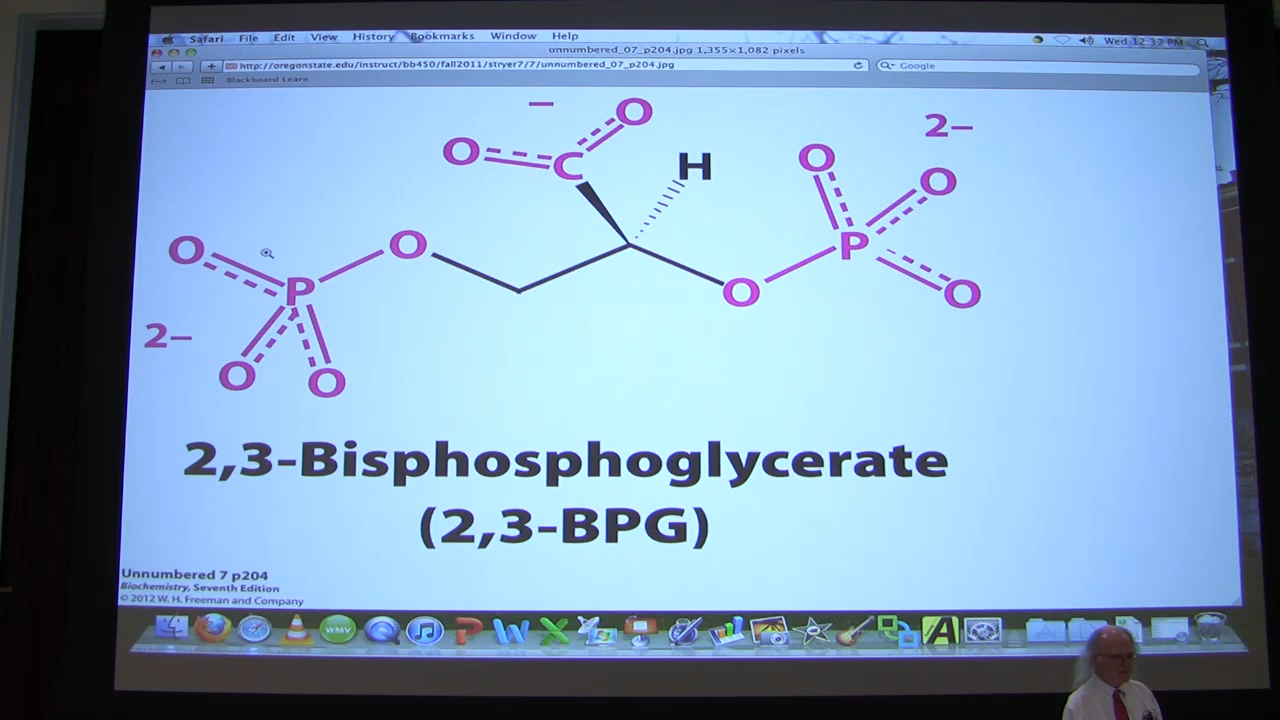 Safari File Edit View History Bookmarks Window Help Wed 12:37 PM
unnumbered_07_p204.jpg 1,355×1,082 pixels
http://oregonstate.edu/instruct/bb450/fall2011/stryer7/7/unnumbered_07_p204.jpg Google
Blackboard Learn
– O
O C H O 2–
O
O O P
P O O
2–
O O
2,3-Bisphosphoglycerate
(2,3-BPG)
Unnumbered 7 p204
Biochemistry, Seventh Edition
© 2012 W. H. Freeman and Company
WMV